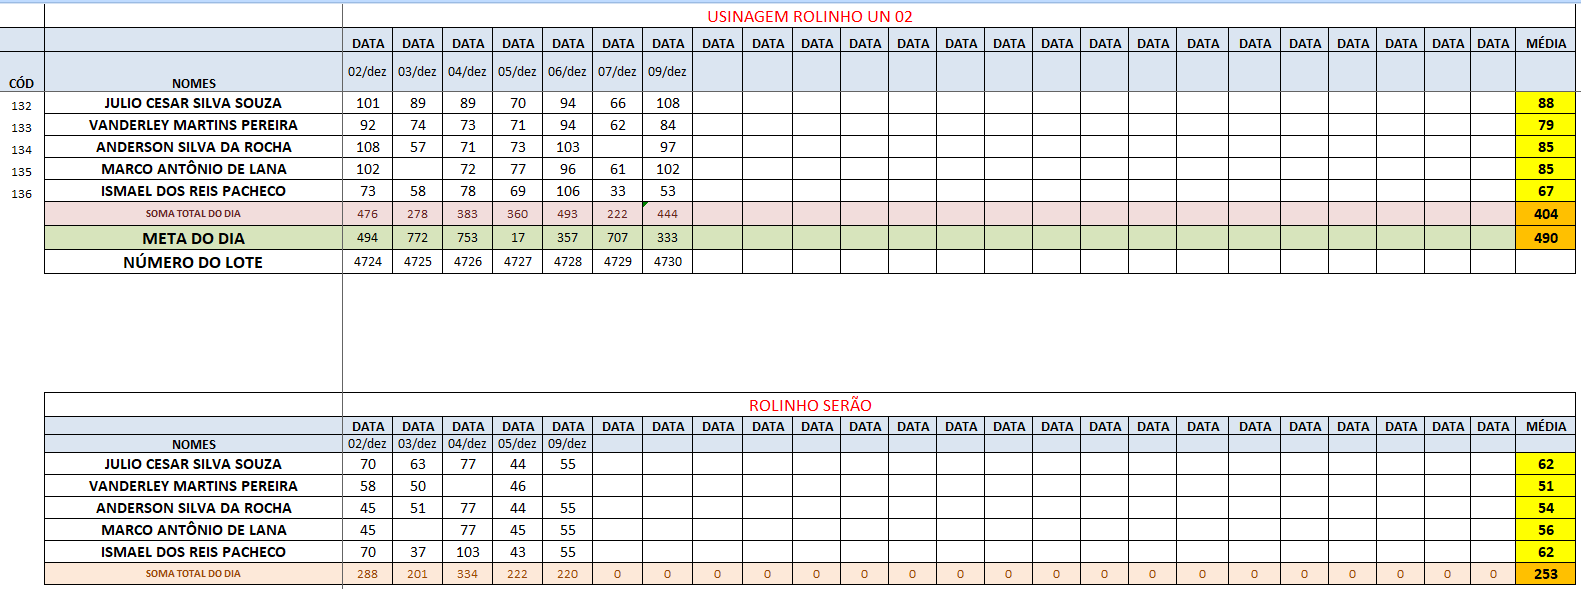 USINAGEM ROLINHO UN 02
DATA DATA DATA DATA DATA DATA DATA DATA DATA DATA DATA DATA DATA DATA DATA DATA DATA DATA DATA DATA DATA DATA DATA MÉDIA
CÓD NOMES 02/dez 03/dez 04/dez 05/dez 06/dez 07/dez 09/dez
132 JULIO CESAR SILVA SOUZA 101 89 89 70 94 66 108 88
133 VANDERLEY MARTINS PEREIRA 92 74 73 71 94 62 84 79
134 ANDERSON SILVA DA ROCHA 108 57 71 73 103 97 85
135 MARCO ANTÔNIO DE LANA 102 72 77 96 61 102 85
136 ISMAEL DOS REIS PACHECO 73 58 78 69 106 33 53 67
SOMA TOTAL DO DIA 476 278 383 360 493 222 444 404
META DO DIA 494 772 753 17 357 707 333 490
NÚMERO DO LOTE 4724 4725 4726 4727 4728 4729 4730
ROLINHO SERÃO
DATA DATA DATA DATA DATA DATA DATA DATA DATA DATA DATA DATA DATA DATA DATA DATA DATA DATA DATA DATA DATA DATA DATA MÉDIA
NOMES 02/dez 03/dez 04/dez 05/dez 09/dez
JULIO CESAR SILVA SOUZA 70 63 77 44 55 62
VANDERLEY MARTINS PEREIRA 58 50 46 51
ANDERSON SILVA DA ROCHA 45 51 77 44 55 54
MARCO ANTÔNIO DE LANA 45 77 45 55 56
ISMAEL DOS REIS PACHECO 70 37 103 43 55 62
SOMA TOTAL DO DIA 288 201 334 222 220 0 0 0 0 0 0 0 0 0 0 0 0 0 0 0 0 0 0 253